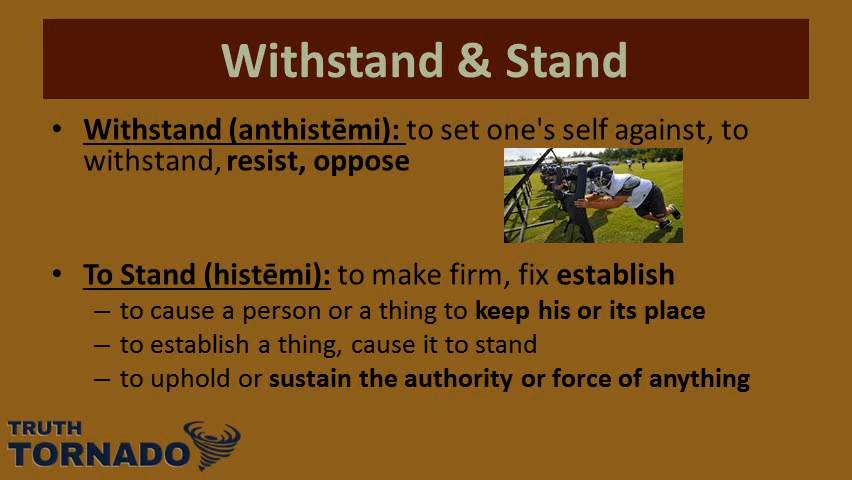 Withstand & Stand
• Withstand (anthistēmi): to set one's self against, to
withstand, resist, oppose
• To Stand (histēmi): to make firm, fix establish
– to cause a person or a thing to keep his or its place
– to establish a thing, cause it to stand
– to uphold or sustain the authority or force of anything
TRUTH
TORNADO